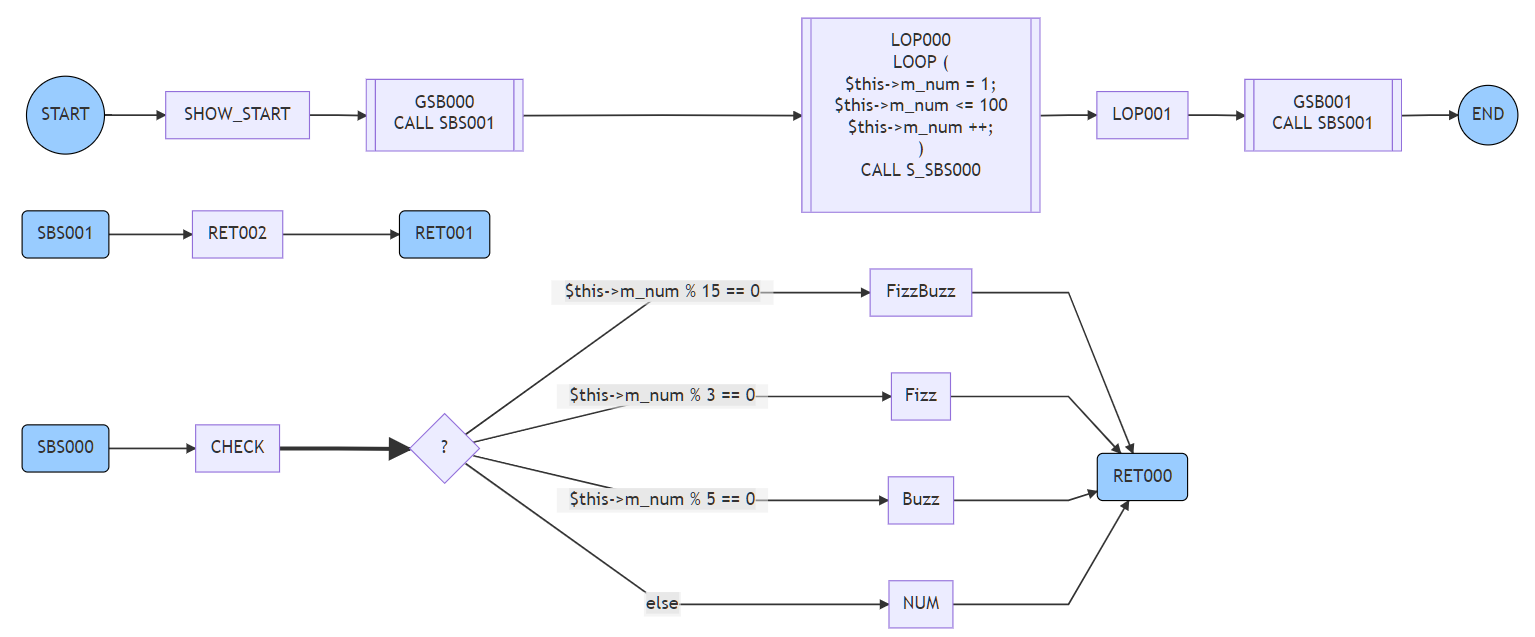 START
SHOW_START
GSB000
CALL SBS001
LOP000
LOOP (
$this->m_num = 1;
$this->m_num <= 100
$this->m_num ++;
)
CALL S_SBS000
LOP001
GSB001
CALL SBS001
END
SBS001
RET002
RET001
$this->m_num % 15 == 0
FizzBuzz
$this->m_num % 3 == 0
Fizz
SBS000
CHECK
?
RET000
$this->m_num % 5 == 0
Buzz
else
NUM